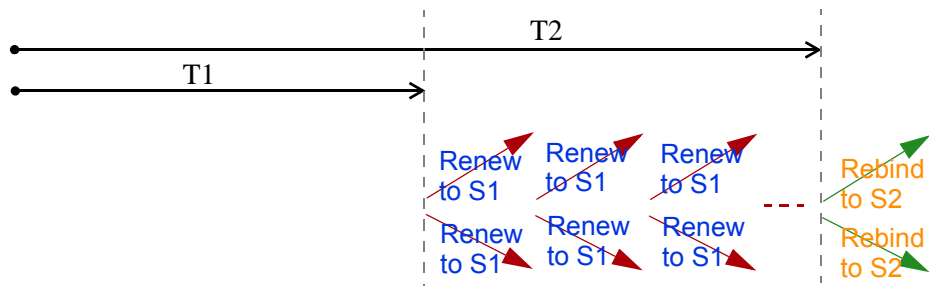 T2
T1
Renew
to S1
Renew
to S1
Renew
to S1
Rebind
to S2
Renew
to S1
Renew
to S1
Renew
to S1
Rebind
to S2